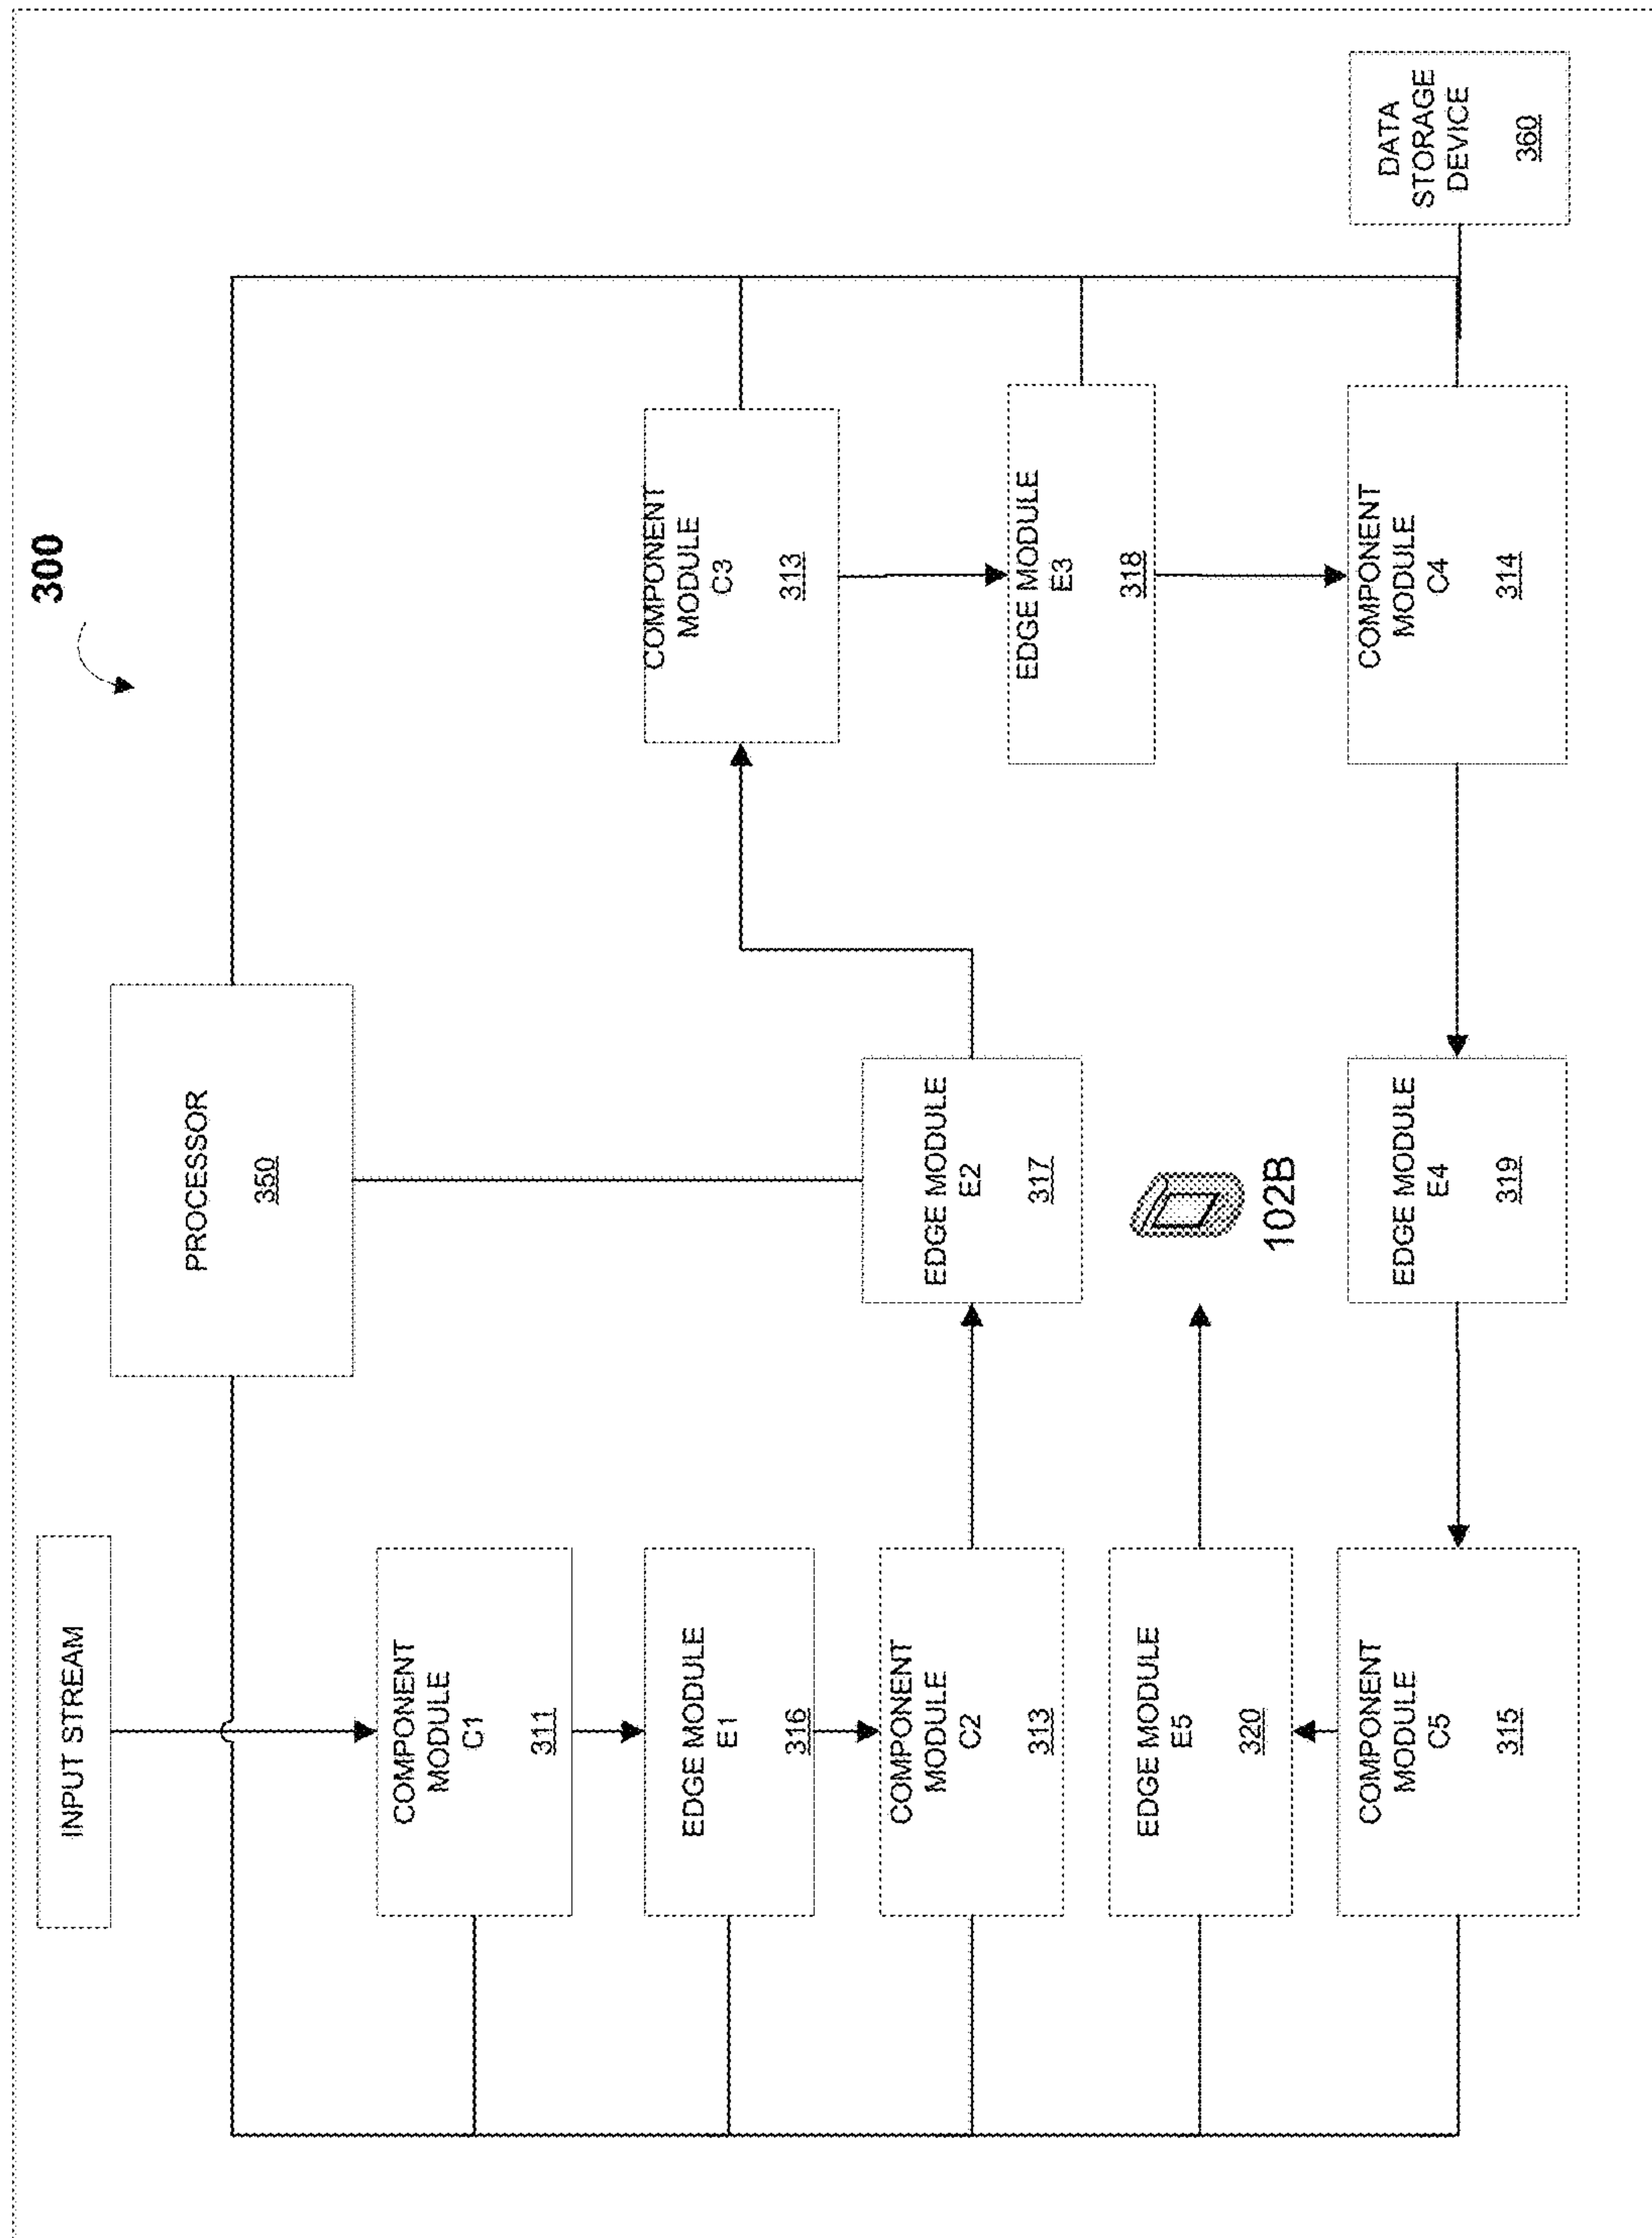 300
INPUT STREAM
PROCESSOR
350
COMPONENT
MODULE
C1
311
EDGE MODULE
E1
316
COMPONENT
MODULE
C2
313
EDGE MODULE
E2
317
COMPONENT
MODULE
C3
313
EDGE MODULE
E3
318
COMPONENT
MODULE
C4
314
EDGE MODULE
E4
319
COMPONENT
MODULE
C5
315
EDGE MODULE
E5
320
102B
DATA
STORAGE
DEVICE
360